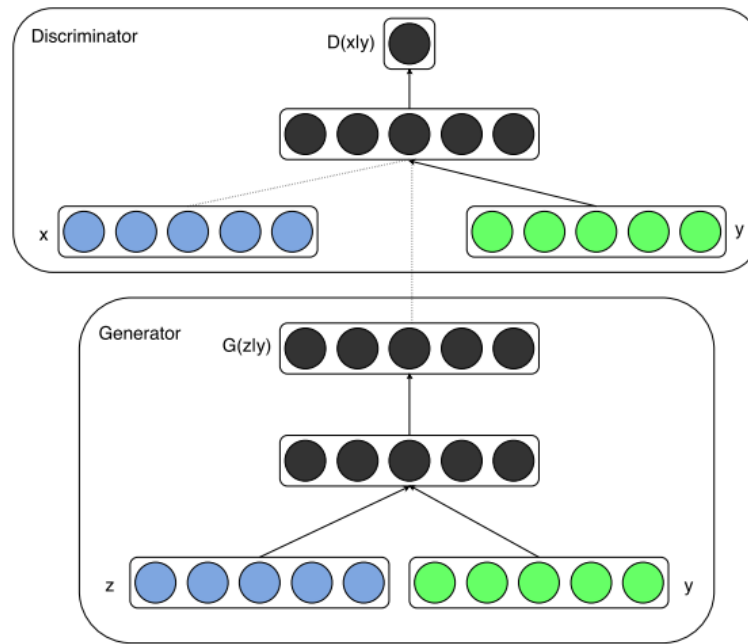 Discriminator
D(x|y)
x
y
Generator
G(z|y)
z
y